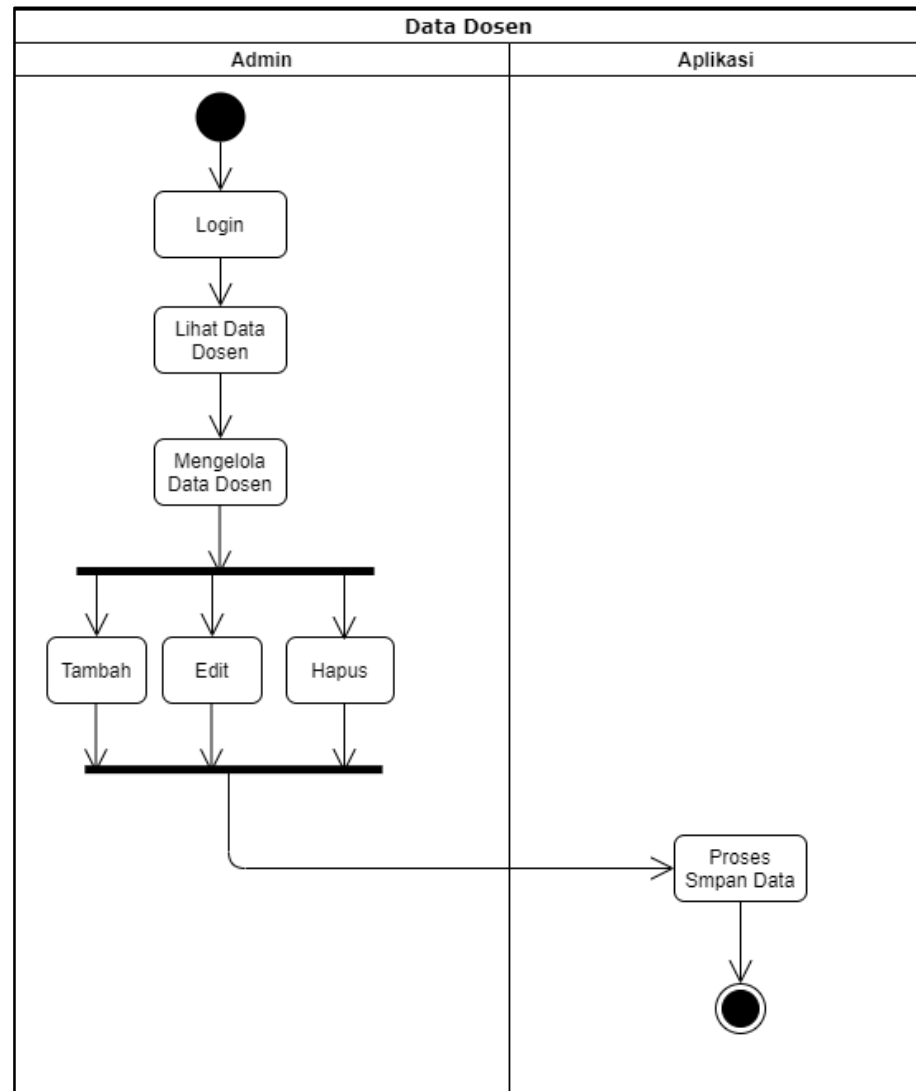 Data Dosen
Admin
Aplikasi
Login
Lihat Data
Dosen
Mengelola
Data Dosen
Tambah
Edit
Hapus
Proses
Smpan Data